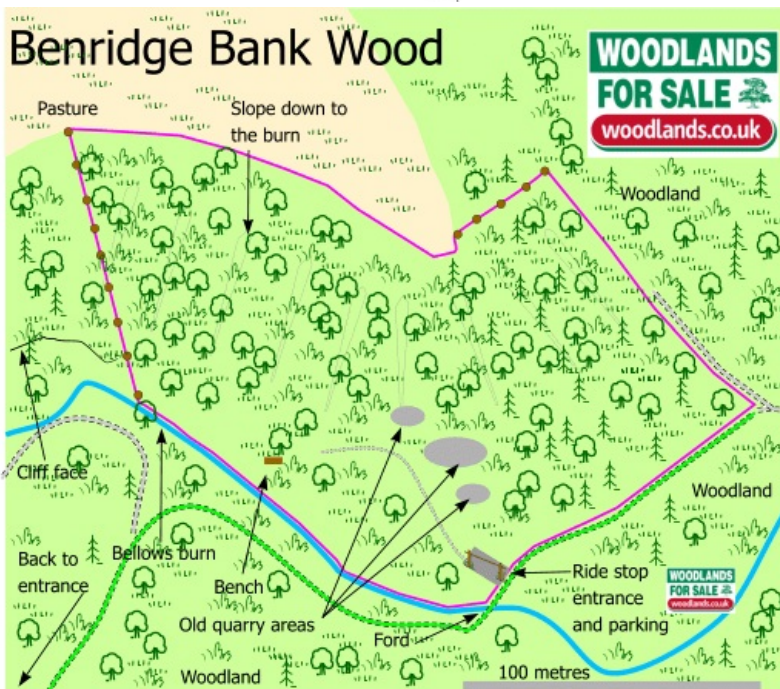 Benridge Bank Wood
WOODLANDS
FOR SALE
woodlands.co.uk
Pasture
Slope down to
the burn
Woodland
Cliff face
Woodland
Bellows burn
Back to
entrance
Bench
Old quarry areas
Ford
Ride stop
entrance
and parking
WOODLANDS
FOR SALE
woodlands.co.uk
Woodland
100 metres